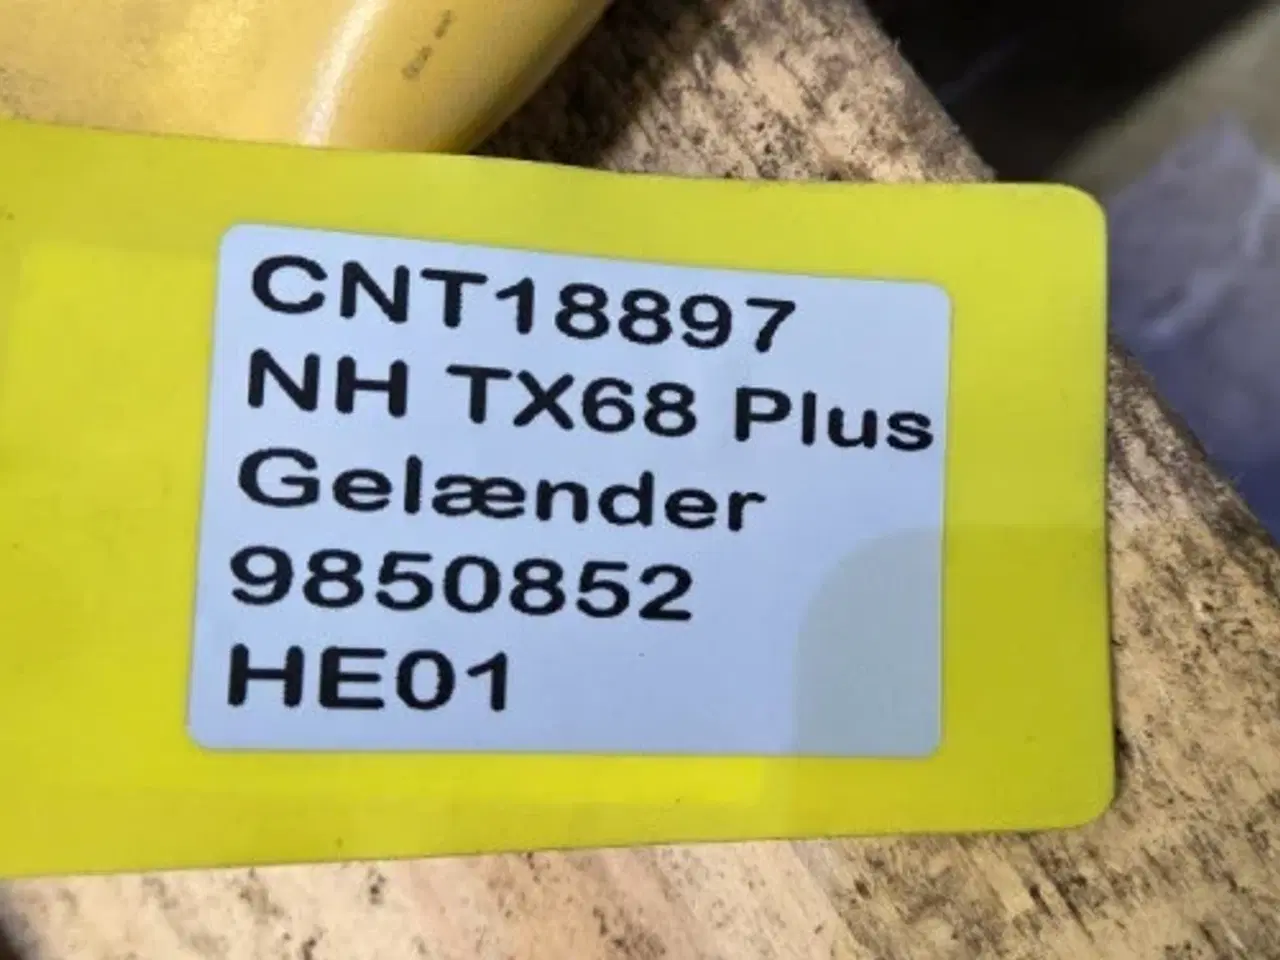 CNT18897
NH TX68 Plus
Gelænder
9850852
HE01